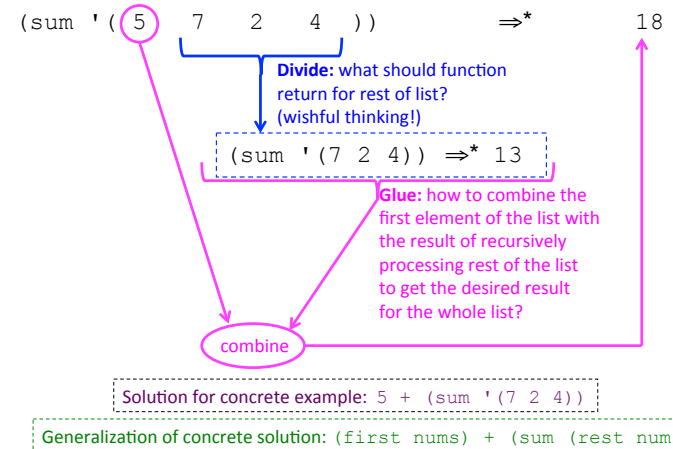 (sum '( 5 7 2 4 )) ⇒* 18
Divide: what should function
return for rest of list?
(wishful thinking!)
(sum '(7 2 4)) ⇒* 13
Glue: how to combine the
first element of the list with
the result of recursively
processing rest of the list
to get the desired result
for the whole list?
combine
Solution for concrete example: 5 + (sum '(7 2 4))
Generalization of concrete solution: (first nums) + (sum (rest num